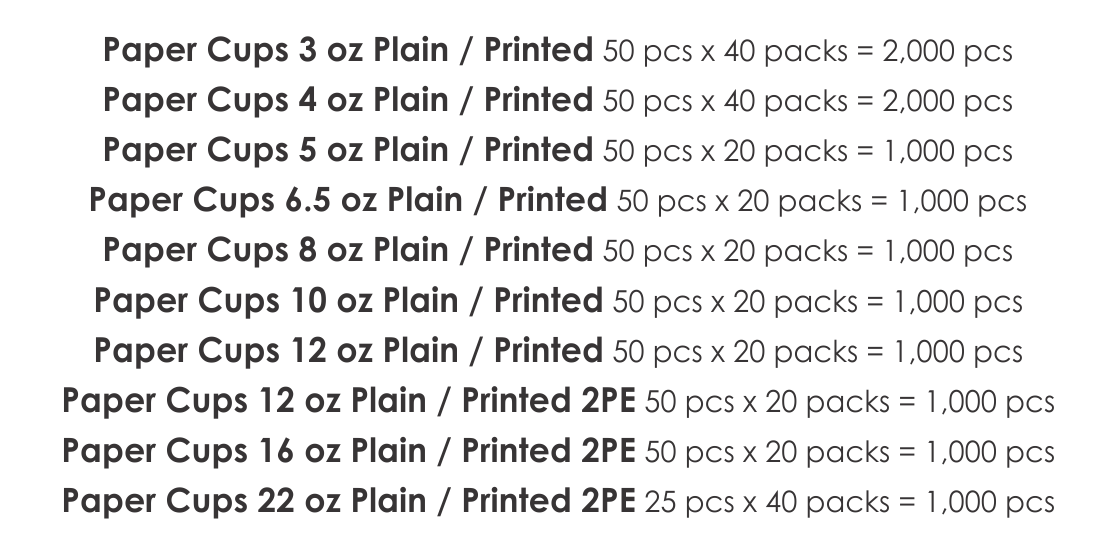 Paper Cups 3 oz Plain / Printed 50 pcs x 40 packs = 2,000 pcs
Paper Cups 4 oz Plain / Printed 50 pcs x 40 packs = 2,000 pcs
Paper Cups 5 oz Plain / Printed 50 pcs x 20 packs = 1,000 pcs
Paper Cups 6.5 oz Plain / Printed 50 pcs x 20 packs = 1,000 pcs
Paper Cups 8 oz Plain / Printed 50 pcs x 20 packs = 1,000 pcs
Paper Cups 10 oz Plain / Printed 50 pcs x 20 packs = 1,000 pcs
Paper Cups 12 oz Plain / Printed 50 pcs x 20 packs = 1,000 pcs
Paper Cups 12 oz Plain / Printed 2PE 50 pcs x 20 packs = 1,000 pcs
Paper Cups 16 oz Plain / Printed 2PE 50 pcs x 20 packs = 1,000 pcs
Paper Cups 22 oz Plain / Printed 2PE 25 pcs x 40 packs = 1,000 pcs